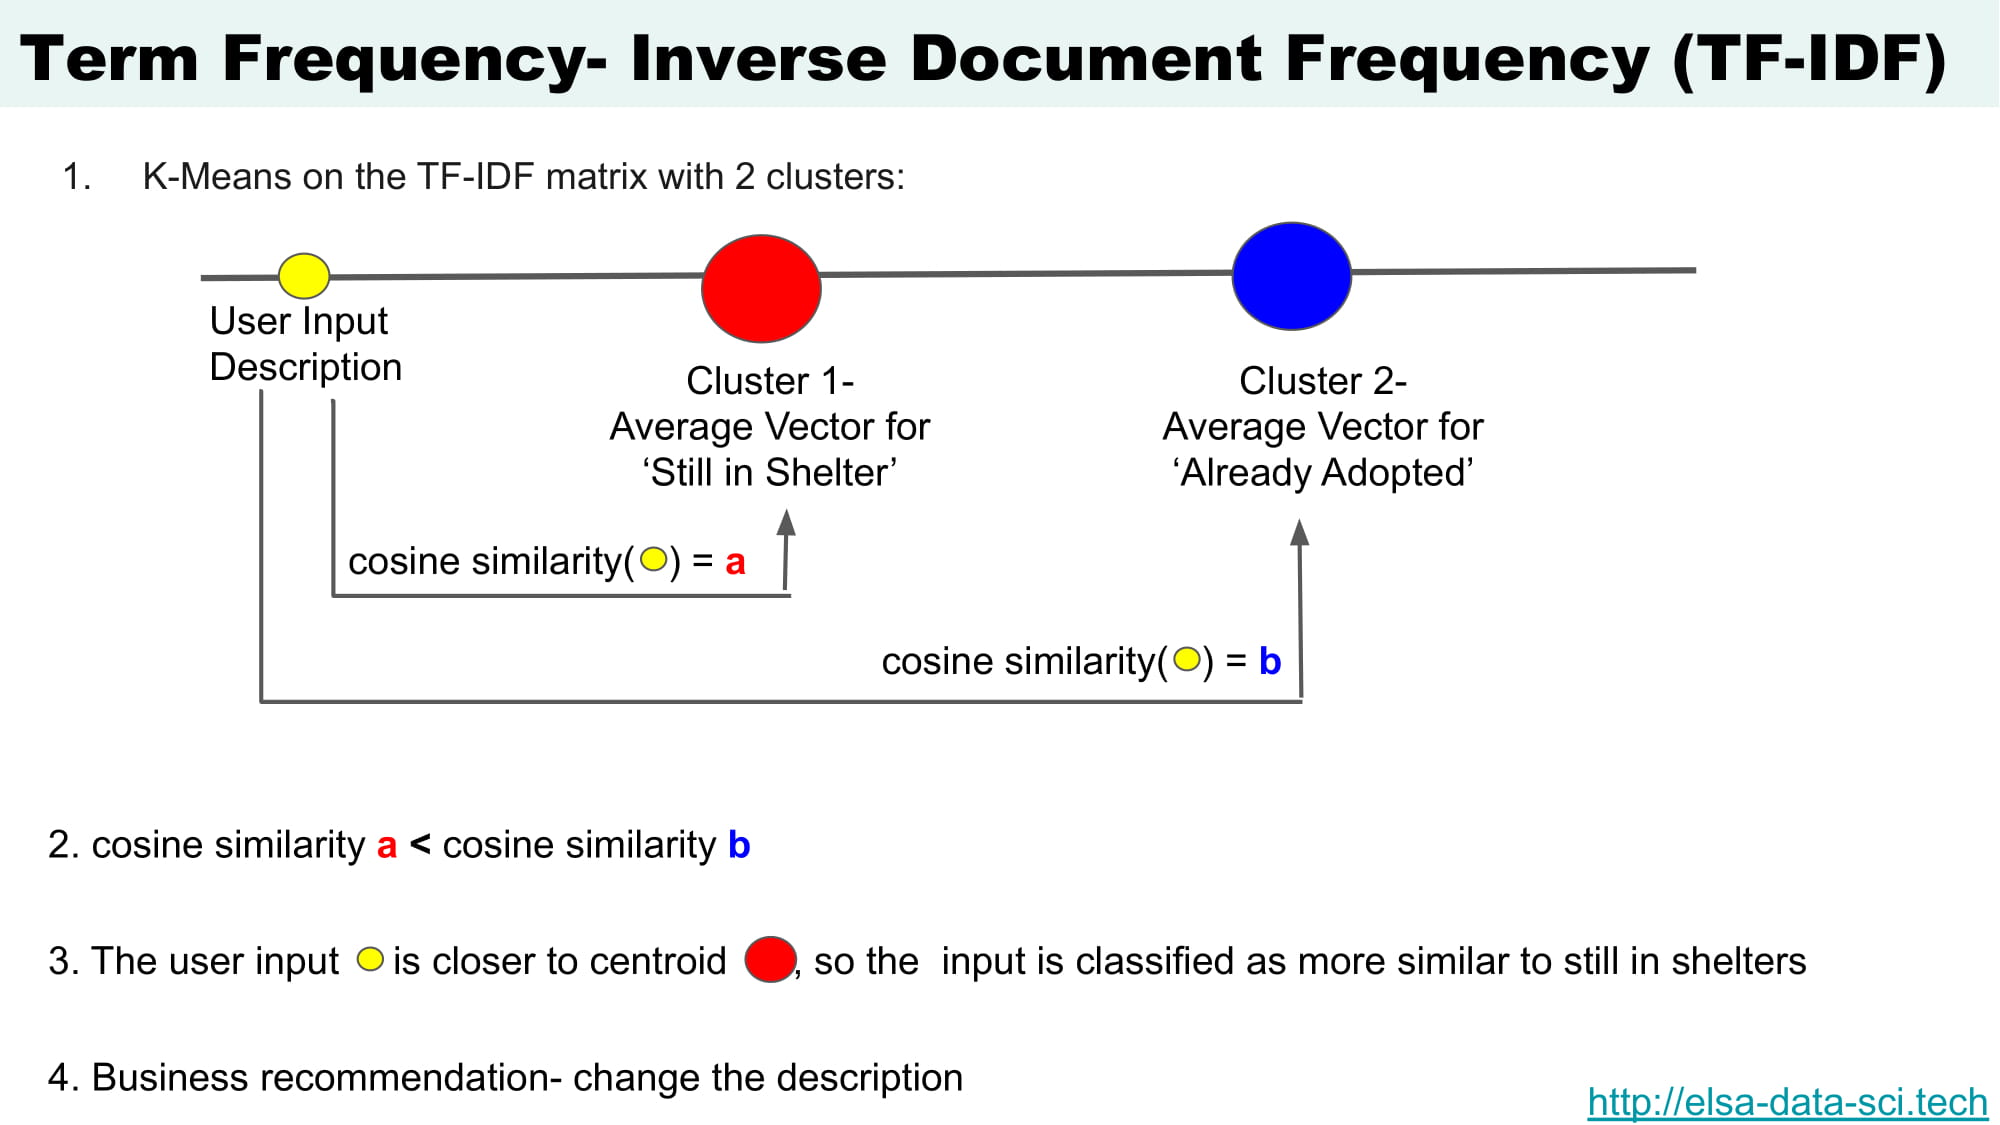 Term Frequency- Inverse Document Frequency (TF-IDF)
1. K-Means on the TF-IDF matrix with 2 clusters:
User Input
Description
Cluster 1-
Average Vector for
‘Still in Shelter’
Cluster 2-
Average Vector for
‘Already Adopted’
cosine similarity( ) = a
cosine similarity( ) = b
2. cosine similarity a < cosine similarity b
3. The user input is closer to centroid , so the input is classified as more similar to still in shelters
4. Business recommendation- change the description
http://elsa-data-sci.tech